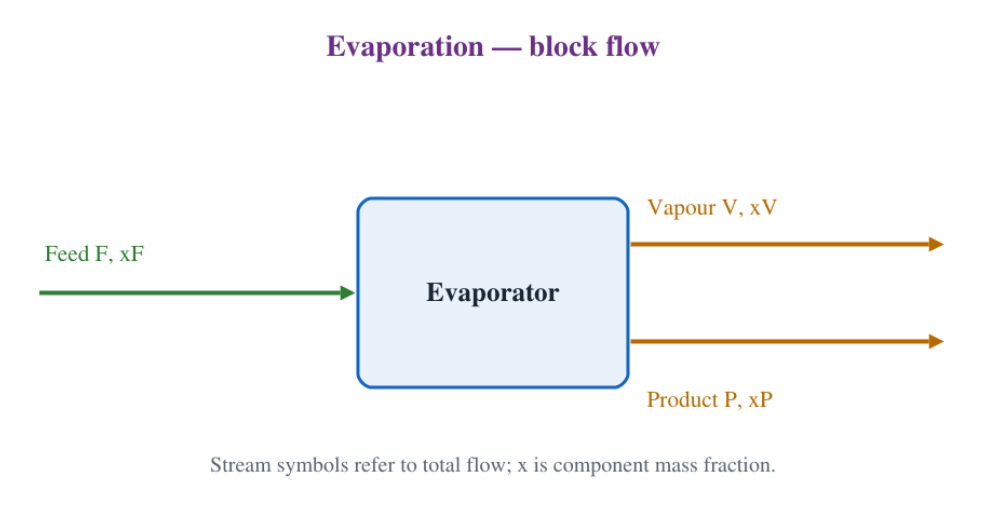 Evaporation — block flow
Vapour V, xV
Feed F, xF
Evaporator
Product P, xP
Stream symbols refer to total flow; x is component mass fraction.